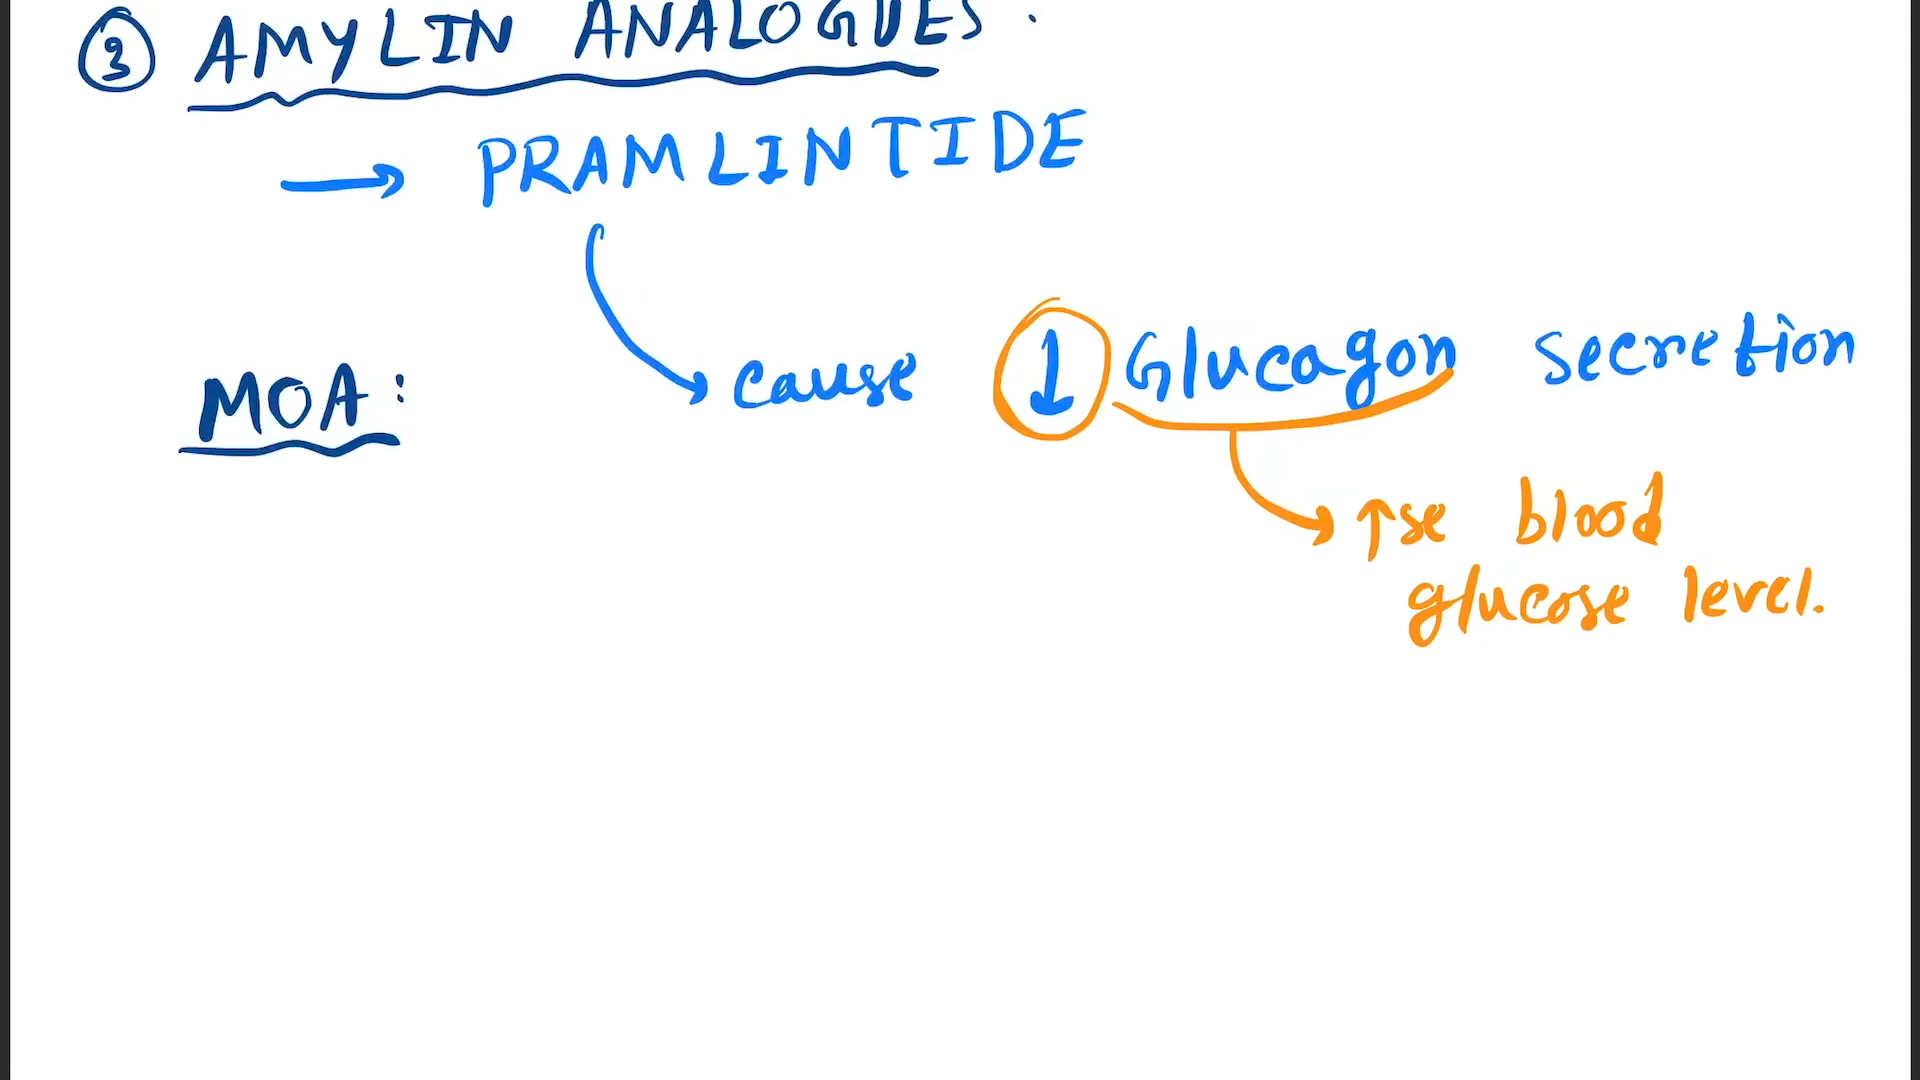 3 AMYLIN ANALOGUES.
→ PRAMLINTIDE
MOA: cause ↓ Glucagon secretion
↑se blood
glucose level.